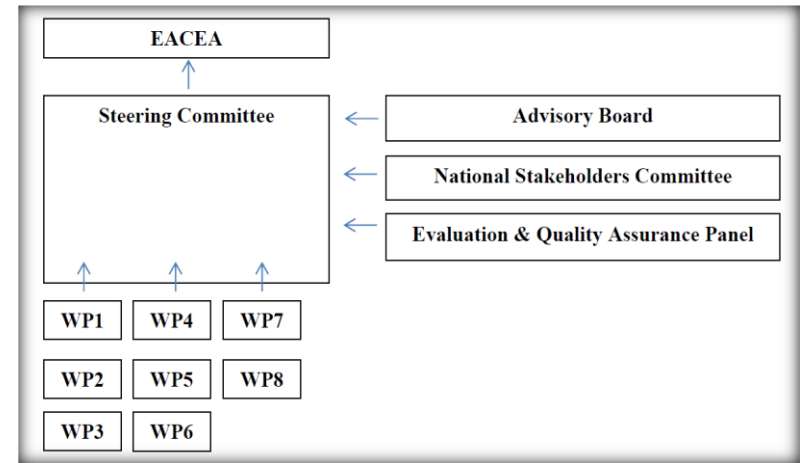 EACEA
Steering Committee
Advisory Board
National Stakeholders Committee
Evaluation & Quality Assurance Panel
WP1 WP4 WP7
WP2 WP5 WP8
WP3 WP6